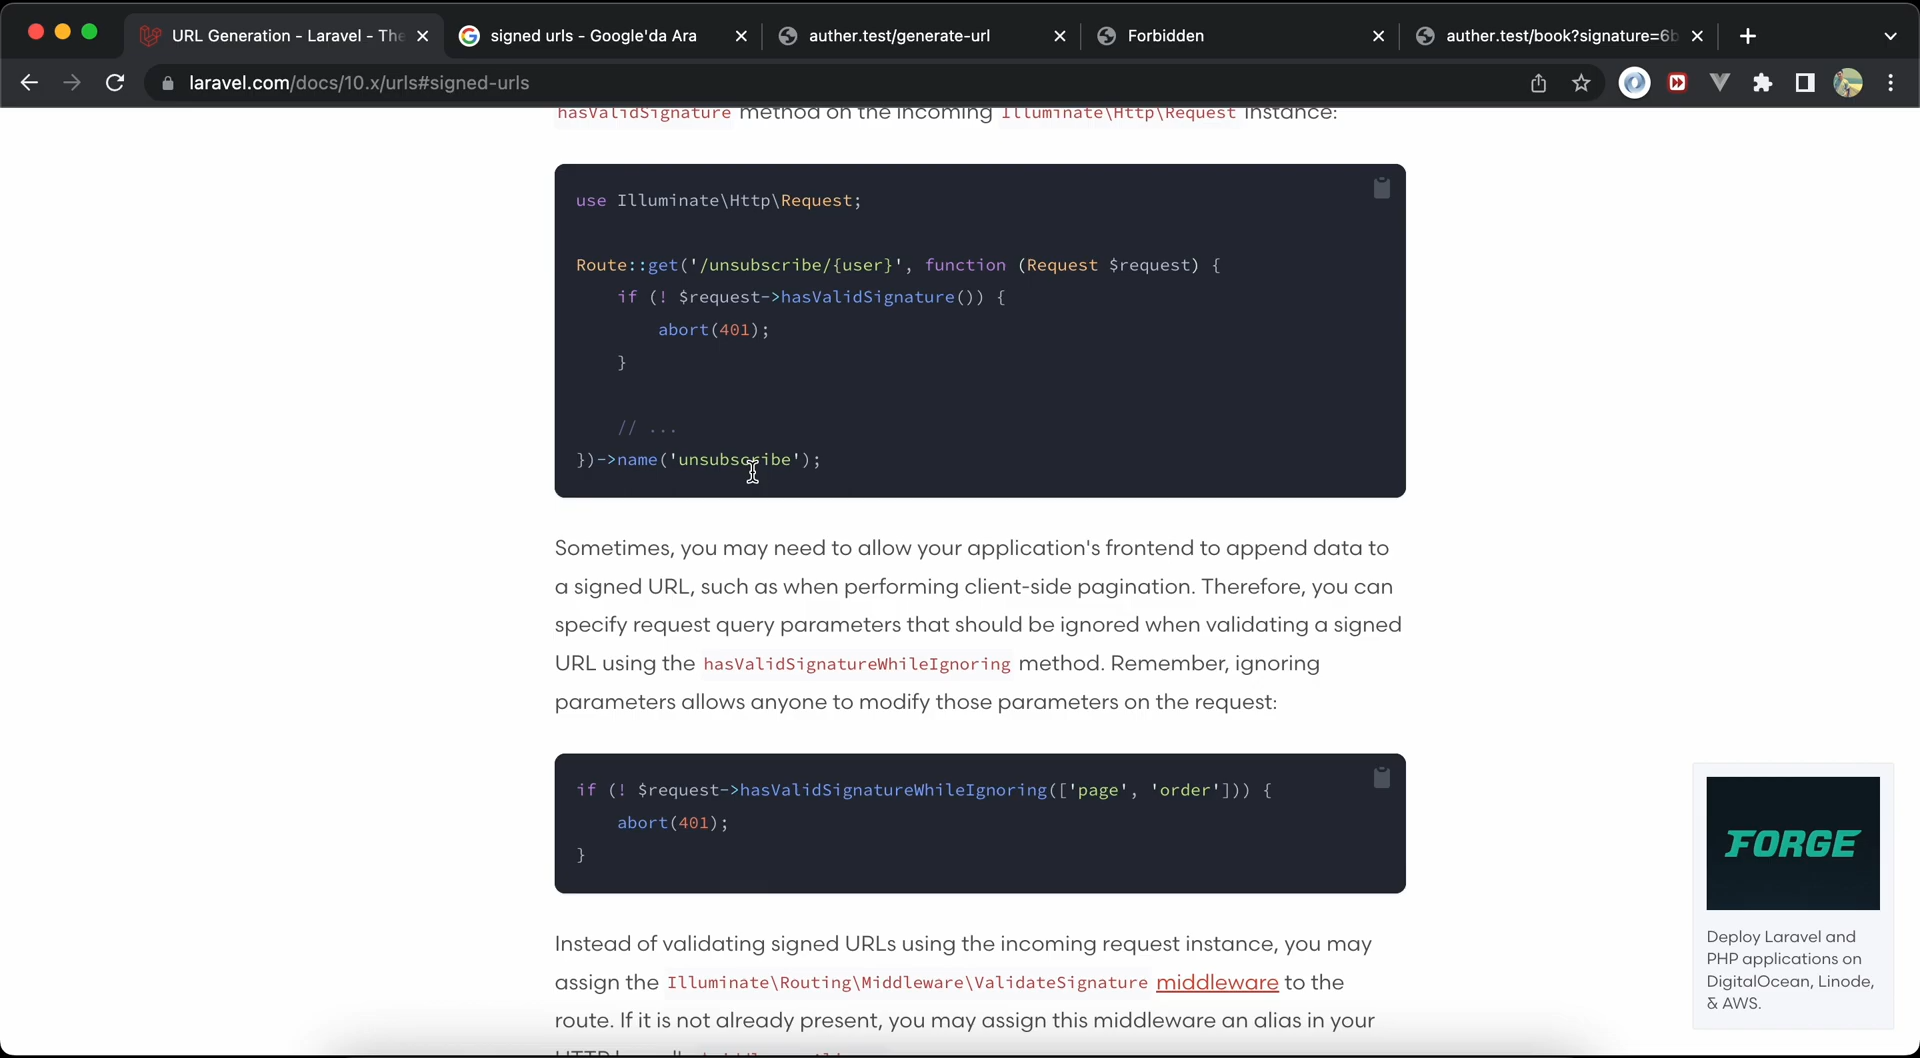 URL Generation - Laravel - The
signed urls - Google'da Ara
auther.test/generate-url
Forbidden
auther.test/book?signature=6b
laravel.com/docs/10.x/urls#signed-urls
hasValidSignature method on the incoming Illuminate\Http\Request instance:
use Illuminate\Http\Request;
Route::get('/unsubscribe/{user}', function (Request $request) {
if (! $request->hasValidSignature()) {
abort(401);
}
// ...
})->name('unsubscribe');
Sometimes, you may need to allow your application's frontend to append data to
a signed URL, such as when performing client-side pagination. Therefore, you can
specify request query parameters that should be ignored when validating a signed
URL using the hasValidSignatureWhileIgnoring method. Remember, ignoring
parameters allows anyone to modify those parameters on the request:
if (! $request->hasValidSignatureWhileIgnoring(['page', 'order'])) {
abort(401);
}
Instead of validating signed URLs using the incoming request instance, you may
assign the Illuminate\Routing\Middleware\ValidateSignature middleware to the
route. If it is not already present, you may assign this middleware an alias in your
FORGE
Deploy Laravel and
PHP applications on
DigitalOcean, Linode,
& AWS.